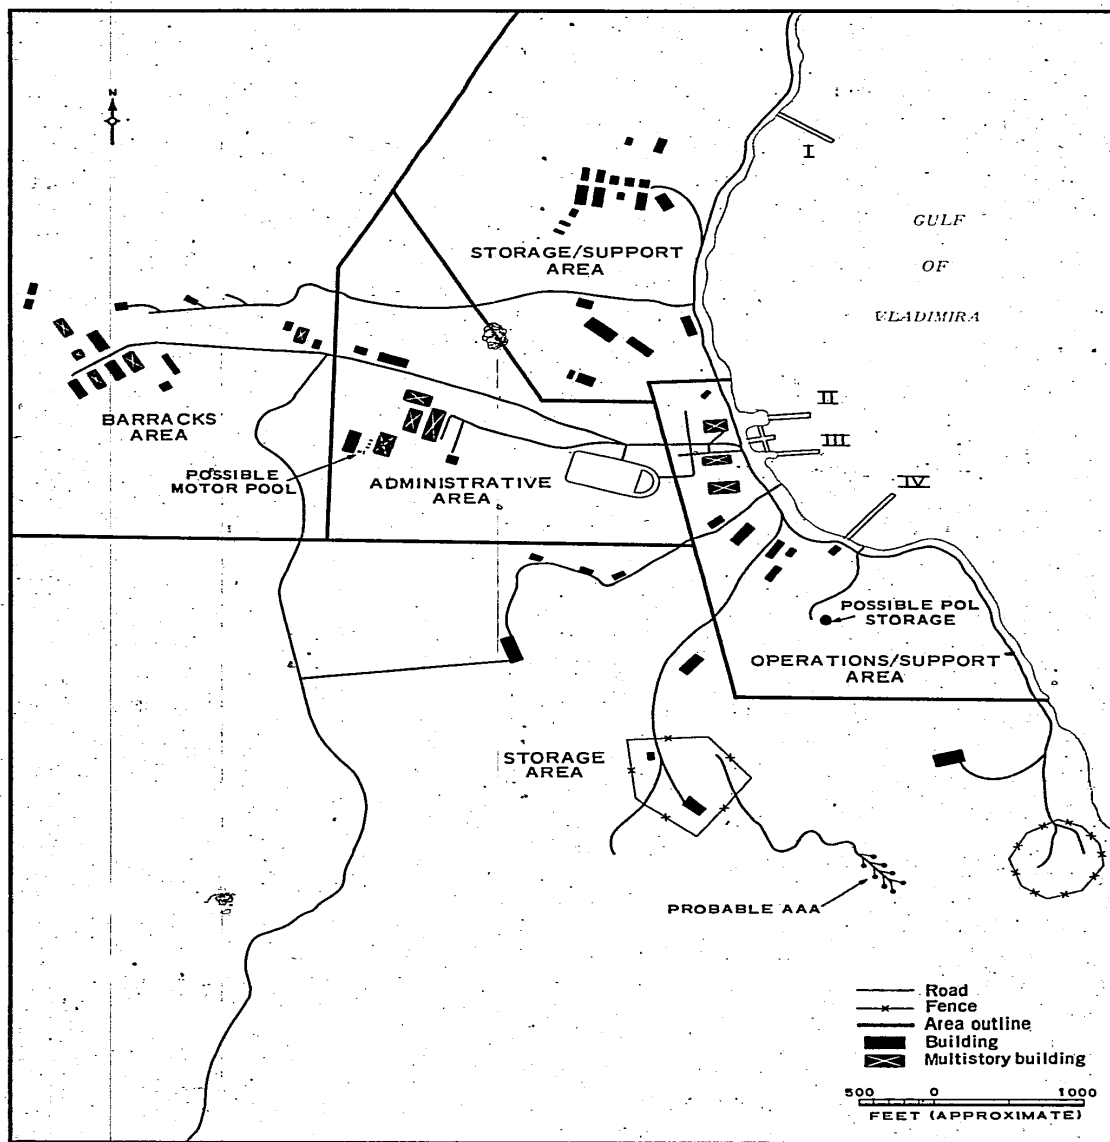 N
I
GULF
OF
VLADIMIRA
STORAGE/SUPPORT
AREA
II
III
BARRACKS
AREA
POSSIBLE
MOTOR POOL
ADMINISTRATIVE
AREA
IV
POSSIBLE POL
STORAGE
OPERATIONS/SUPPORT
AREA
STORAGE
AREA
PROBABLE AAA
Road
Fence
Area outline
Building
Multistory building
500 0 1000
FEET (APPROXIMATE)